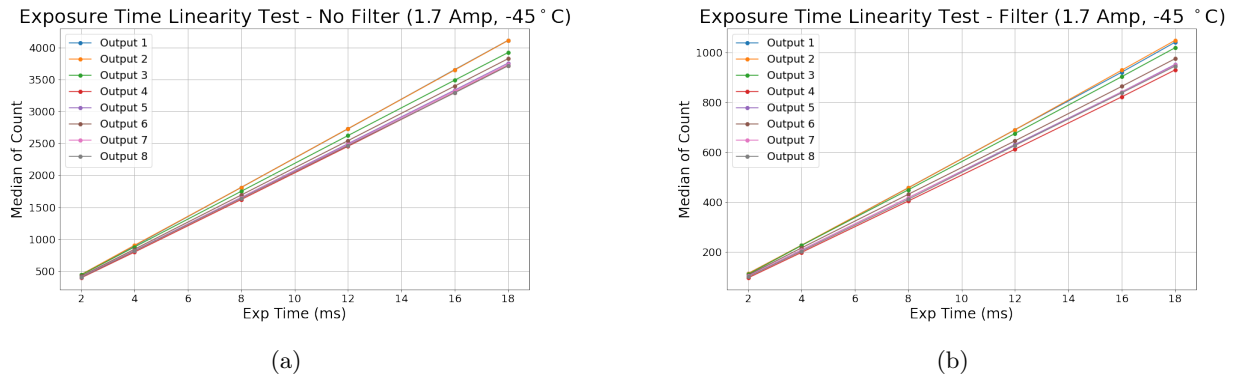 Exposure Time Linearity Test - No Filter (1.7 Amp, -45°C)
Median of Count
4000
3500
3000
2500
2000
1500
1000
500
Output 1
Output 2
Output 3
Output 4
Output 5
Output 6
Output 7
Output 8
2 4 6 8 10 12 14 16 18
Exp Time (ms)
(a)
Exposure Time Linearity Test - Filter (1.7 Amp, -45 °C)
Median of Count
1000
800
600
400
200
Output 1
Output 2
Output 3
Output 4
Output 5
Output 6
Output 7
Output 8
2 4 6 8 10 12 14 16 18
Exp Time (ms)
(b)